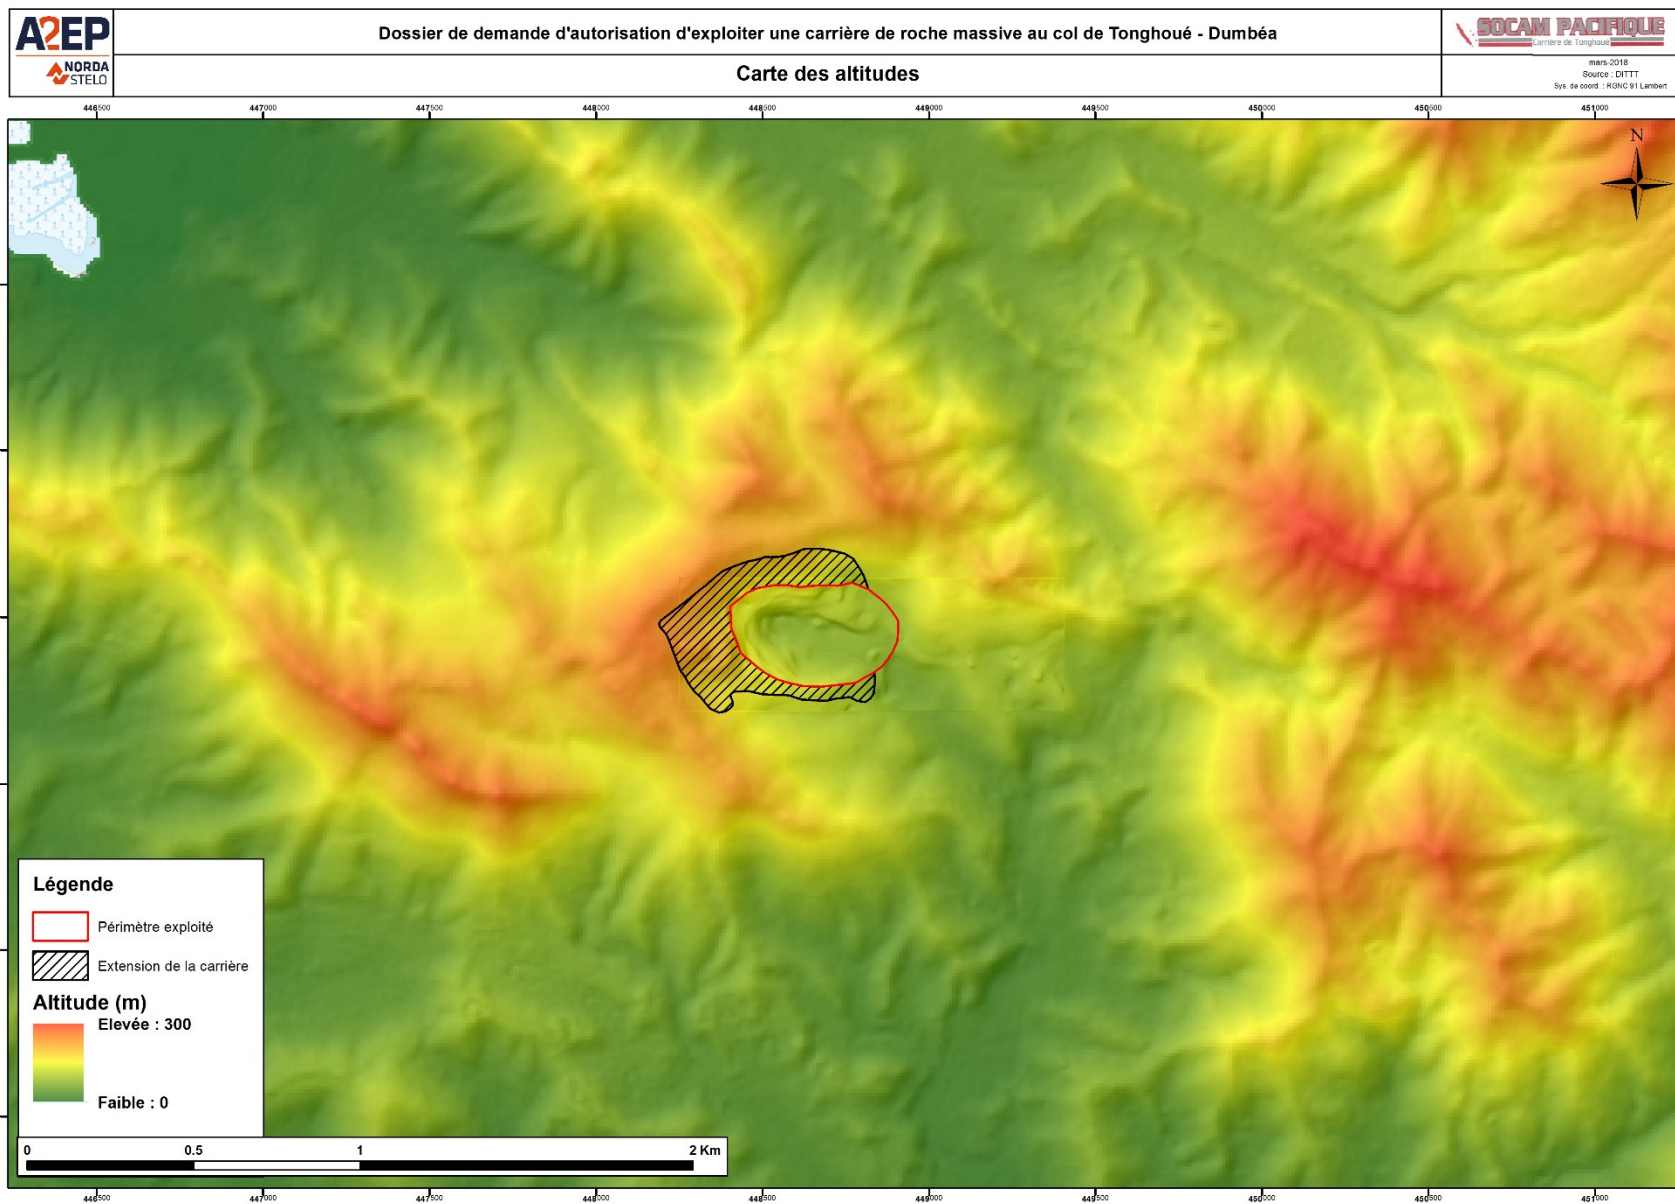 A2EP
NORDA
STELO
Dossier de demande d'autorisation d'exploiter une carrière de roche massive au col de Tonghoué - Dumbéa
Carte des altitudes
SOCAM PACIFIQUE
Carrière de Tonghoué
mars-2018
Source : DITTT
Sys. de coord. : RGNC 91 Lambert
446500 447000 447500 448000 448500 449000 449500 450000 450500 451000
N
Légende
Périmètre exploité
Extension de la carrière
Altitude (m)
Elevée : 300
Faible : 0
0 0.5 1 2 Km
446500 447000 447500 448000 448500 449000 449500 450000 450500 451000